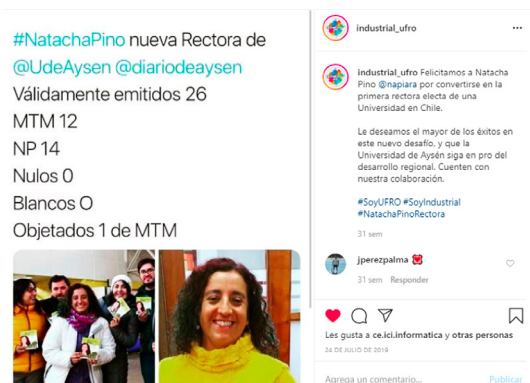 #NatachaPino nueva Rectora de
@UdeAysen @diariodeaysen
Válidamente emitidos 26
MTM 12
NP 14
Nulos 0
Blancos O
Objetados 1 de MTM
industrial_ufro
industrial_ufro Felicitamos a Natacha
Pino @napiara por convertirse en la
primera rectora electa de una
Universidad en Chile.
Le deseamos el mayor de los éxitos en
este nuevo desafío, y que la
Universidad de Aysén siga en pro del
desarrollo regional. Cuenten con
nuestra colaboración.
#SoyUFRO #SoyIndustrial
#NatachaPinoRectora
31 sem
jperezpalma
31 sem Responder
Les gusta a ce.ici.informatica y otras personas
24 DE JULIO DE 2019
Agrega un comentario... Publicar